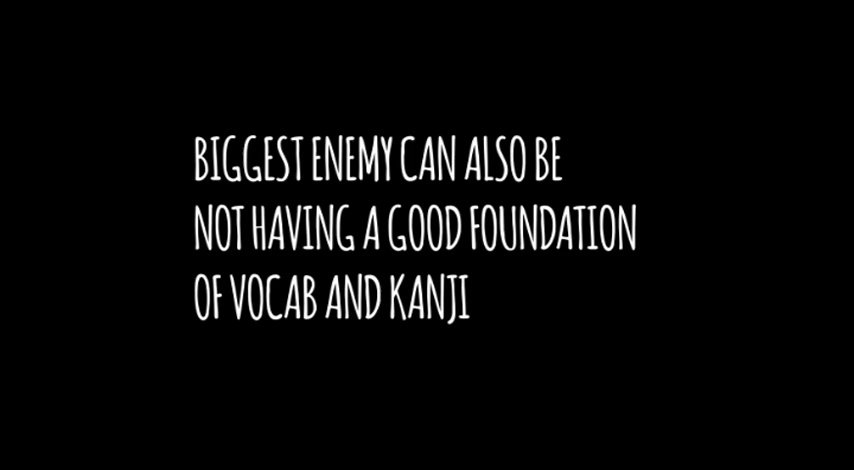 BIGGEST ENEMY CAN ALSO BE
NOT HAVING A GOOD FOUNDATION
OF VOCAB AND KANJI